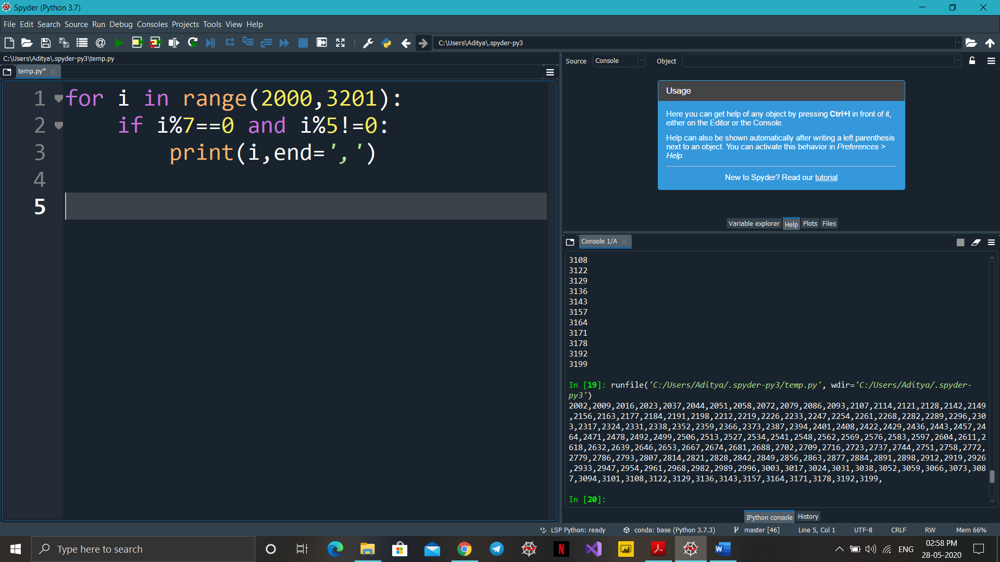 Spyder (Python 3.7)
File Edit Search Source Run Debug Consoles Projects Tools View Help
C:\Users\Aditya\.spyder-py3
C:\Users\Aditya\.spyder-py3\temp.py
temp.py*
1 for i in range(2000,3201):
2 if i%7==0 and i%5!=0:
3 print(i,end=',')
4
5
Source Console Object
Usage
Here you can get help of any object by pressing Ctrl+I in front of it,
either on the Editor or the Console.
Help can also be shown automatically after writing a left parenthesis
next to an object. You can activate this behavior in Preferences >
Help.
New to Spyder? Read our tutorial
Variable explorer Help Plots Files
Console 1/A
3108
3122
3129
3136
3143
3157
3164
3171
3178
3192
3199
In [19]: runfile('C:/Users/Aditya/.spyder-py3/temp.py', wdir='C:/Users/Aditya/.spyder-
py3')
2002,2009,2016,2023,2037,2044,2051,2058,2072,2079,2086,2093,2107,2114,2121,2128,2142,2149
,2156,2163,2177,2184,2191,2198,2212,2219,2226,2233,2247,2254,2261,2268,2282,2289,2296,230
3,2317,2324,2331,2338,2352,2359,2366,2373,2387,2394,2401,2408,2422,2429,2436,2443,2457,24
64,2471,2478,2492,2499,2506,2513,2527,2534,2541,2548,2562,2569,2576,2583,2597,2604,2611,2
618,2632,2639,2646,2653,2667,2674,2681,2688,2702,2709,2716,2723,2737,2744,2751,2758,2772,
2779,2786,2793,2807,2814,2821,2828,2842,2849,2856,2863,2877,2884,2891,2898,2912,2919,2926
,2933,2947,2954,2961,2968,2982,2989,2996,3003,3017,3024,3031,3038,3052,3059,3066,3073,308
7,3094,3101,3108,3122,3129,3136,3143,3157,3164,3171,3178,3192,3199,
In [20]:
IPython console History
LSP Python: ready conda: base (Python 3.7.3) master [46] Line 5, Col 1 UTF-8 CRLF RW Mem 66%
Type here to search
ENG
02:58 PM
28-05-2020